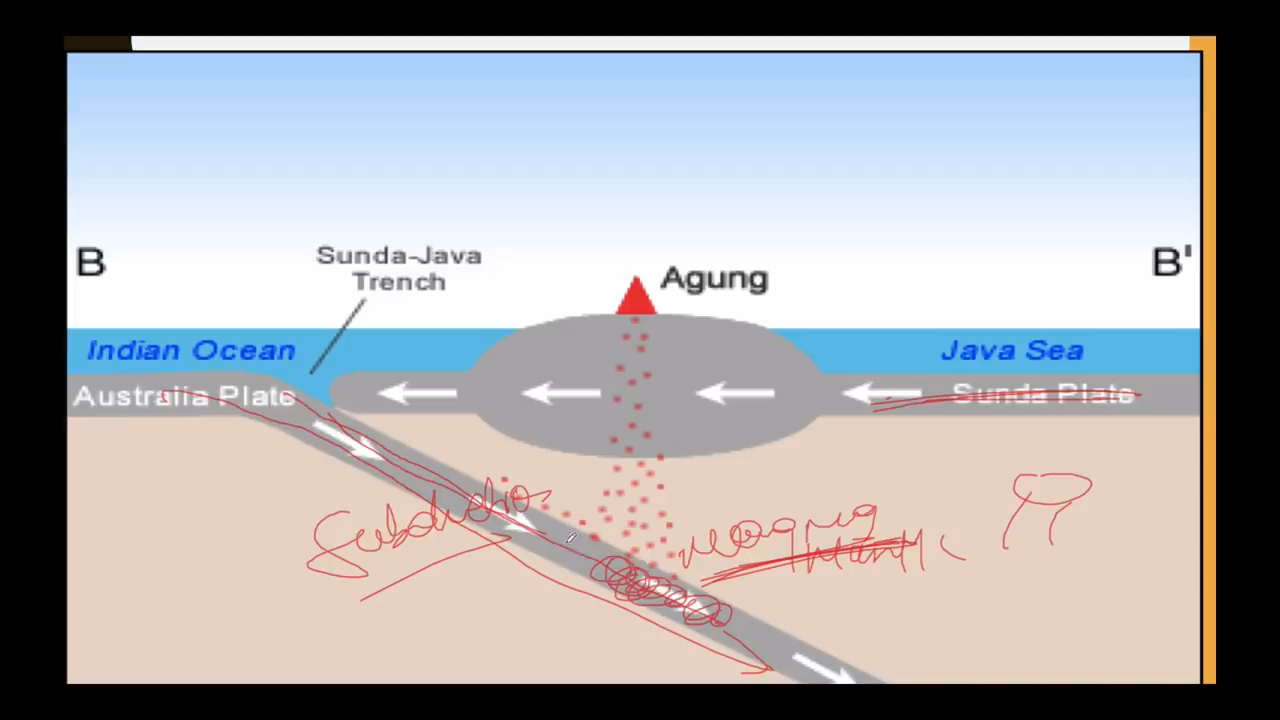 Sunda-Java
Trench
B
Agung
B'
Indian Ocean
Java Sea
Australia Plate
Sunda Plate
Subduction
Magma
Mantle